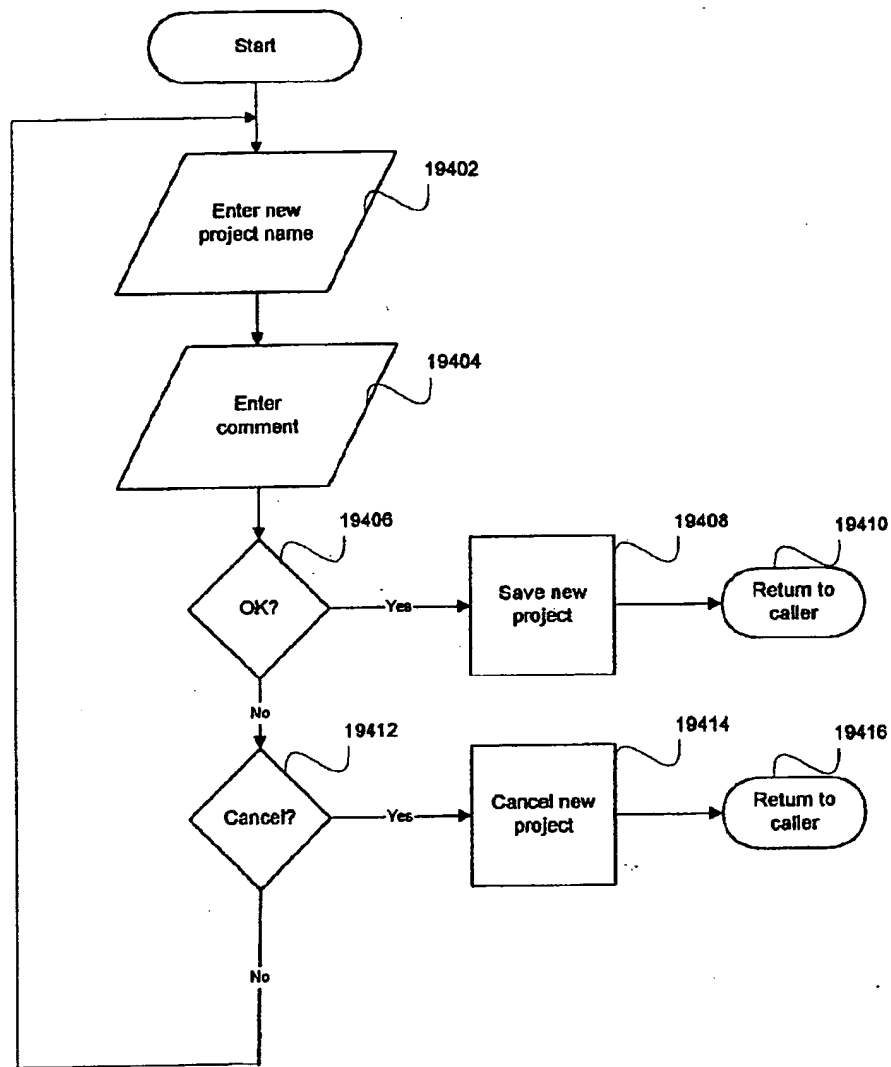 Start
19402
Enter new
project name
19404
Enter
comment
19406
OK?
Yes
19408
Save new
project
19410
Return to
caller
No
19412
Cancel?
Yes
19414
Cancel new
project
19416
Return to
caller
No